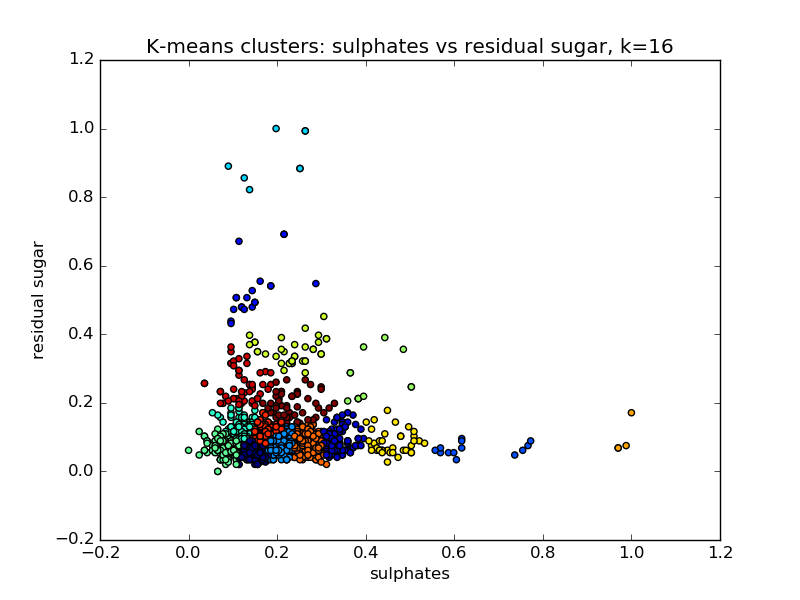 K-means clusters: sulphates vs residual sugar, k=16
1.2
1.0
0.8
0.6
0.4
0.2
0.0
−0.2
residual sugar
−0.2 0.0 0.2 0.4 0.6 0.8 1.0 1.2
sulphates